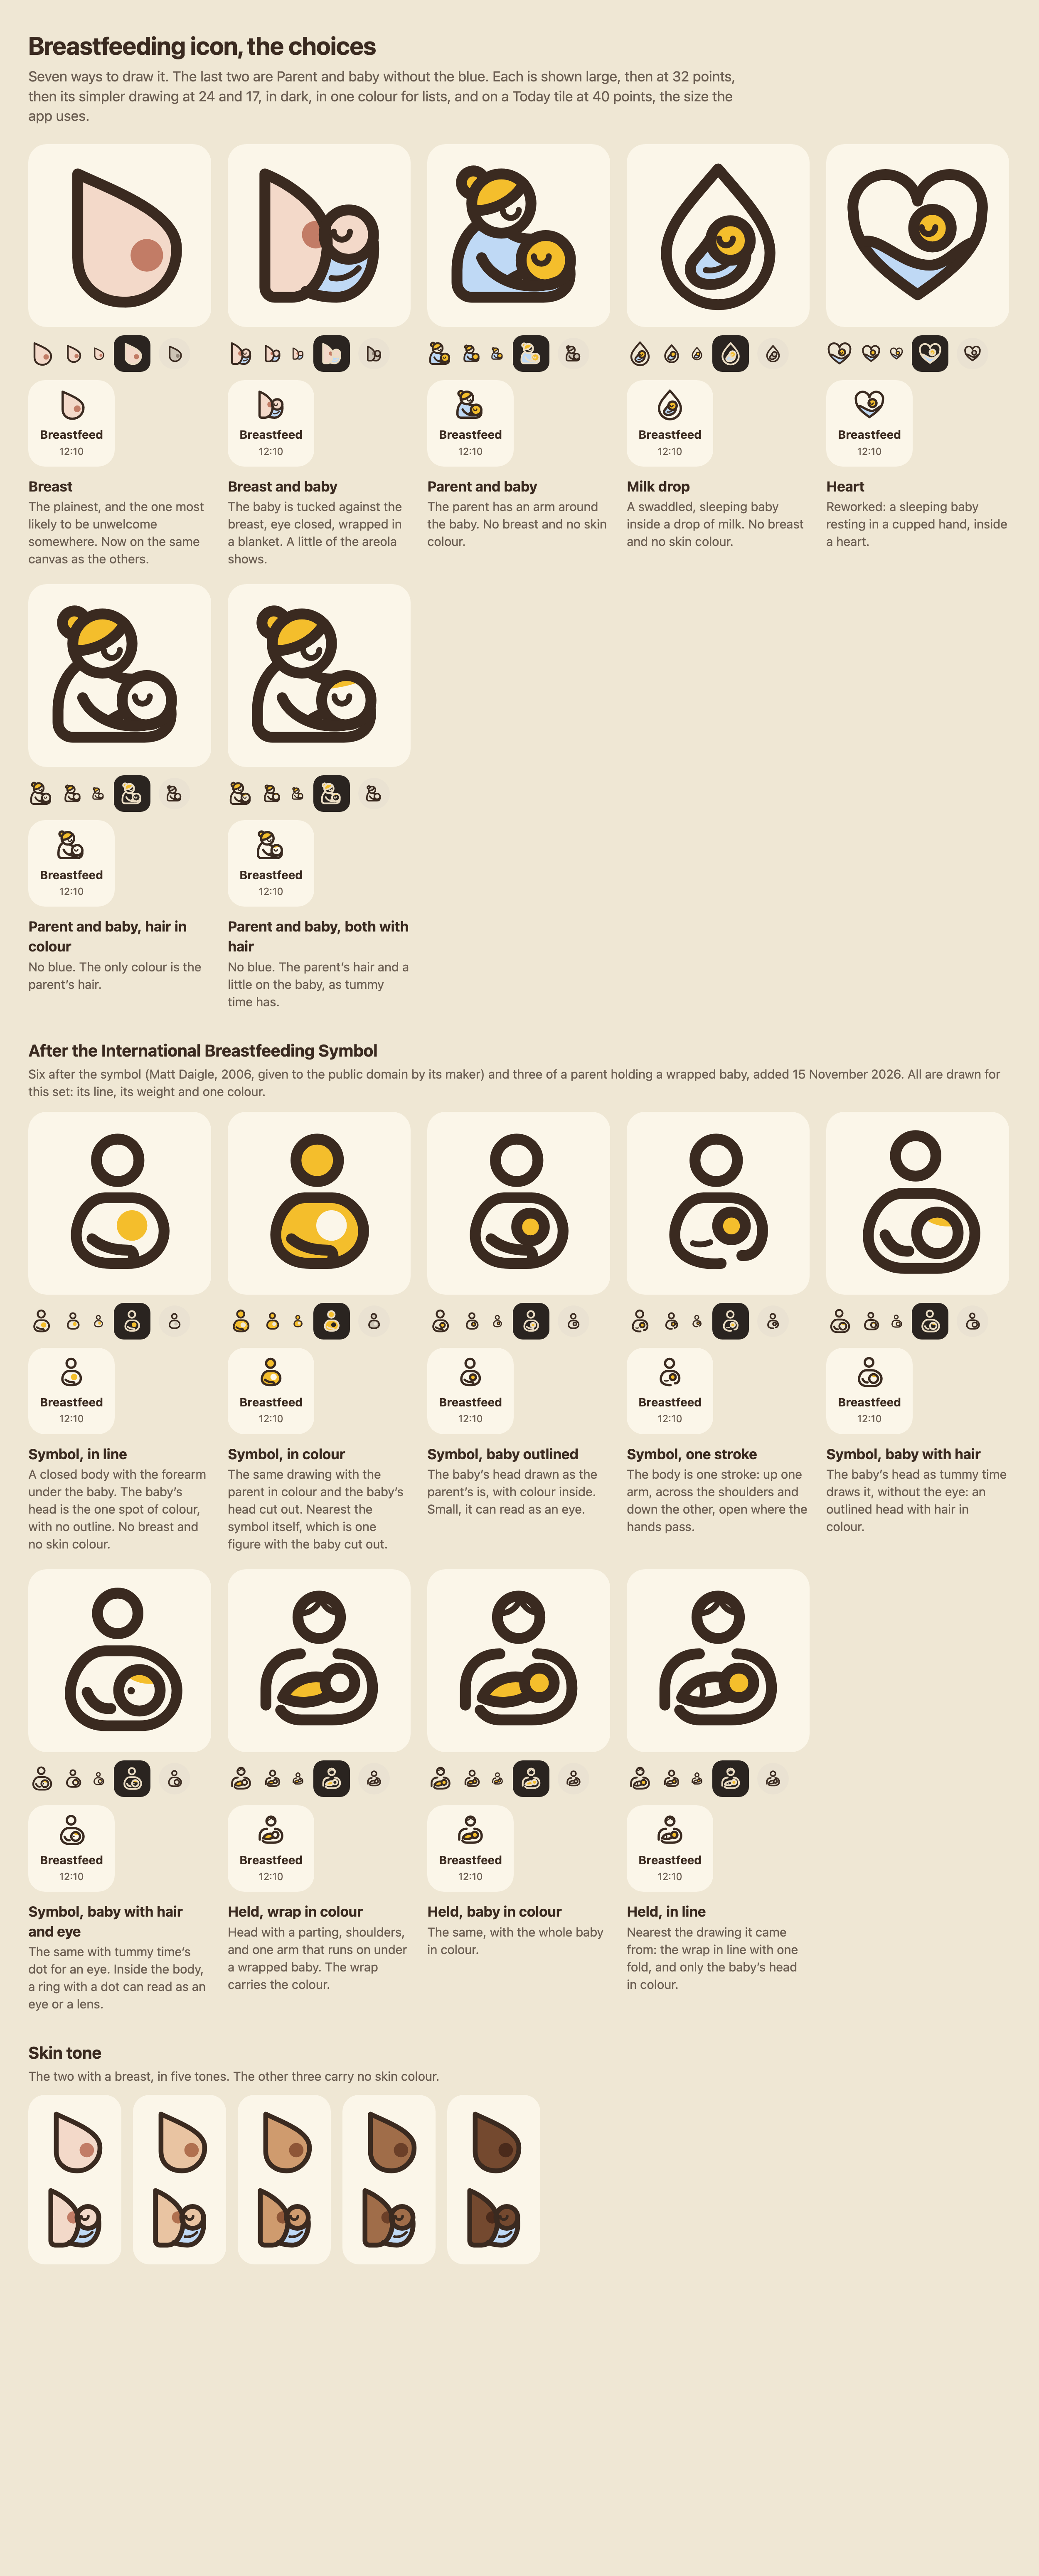 Breastfeeding icon, the choices
Seven ways to draw it. The last two are Parent and baby without the blue. Each is shown large, then at 32 points,
then its simpler drawing at 24 and 17, in dark, in one colour for lists, and on a Today tile at 40 points, the size the
app uses.
Breastfeed
12:10
Breastfeed
12:10
Breastfeed
12:10
Breastfeed
12:10
Breastfeed
12:10
Breast
The plainest, and the one most
likely to be unwelcome
somewhere. Now on the same
canvas as the others.
Breast and baby
The baby is tucked against the
breast, eye closed, wrapped in
a blanket. A little of the areola
shows.
Parent and baby
The parent has an arm around
the baby. No breast and no skin
colour.
Milk drop
A swaddled, sleeping baby
inside a drop of milk. No breast
and no skin colour.
Heart
Reworked: a sleeping baby
resting in a cupped hand, inside
a heart.
Breastfeed
12:10
Breastfeed
12:10
Parent and baby, hair in
colour
No blue. The only colour is the
parent's hair.
Parent and baby, both with
hair
No blue. The parent's hair and a
little on the baby, as tummy
time has.
After the International Breastfeeding Symbol
Six after the symbol (Matt Daigle, 2006, given to the public domain by its maker) and three of a parent holding a wrapped baby, added 15 November 2026. All are drawn for
this set: its line, its weight and one colour.
Breastfeed
12:10
Breastfeed
12:10
Breastfeed
12:10
Breastfeed
12:10
Breastfeed
12:10
Symbol, in line
A closed body with the forearm
under the baby. The baby's
head is the one spot of colour,
with no outline. No breast and
no skin colour.
Symbol, in colour
The same drawing with the
parent in colour and the baby's
head cut out. Nearest the
symbol itself, which is one
figure with the baby cut out.
Symbol, baby outlined
The baby's head drawn as the
parent's is, with colour inside.
Small, it can read as an eye.
Symbol, one stroke
The body is one stroke: up one
arm, across the shoulders and
down the other, open where the
hands pass.
Symbol, baby with hair
The baby's head as tummy time
draws it, without the eye: an
outlined head with hair in
colour.
Breastfeed
12:10
Breastfeed
12:10
Breastfeed
12:10
Breastfeed
12:10
Symbol, baby with hair
and eye
The same with tummy time's
dot for an eye. Inside the body,
a ring with a dot can read as an
eye or a lens.
Held, wrap in colour
Head with a parting, shoulders,
and one arm that runs on under
a wrapped baby. The wrap
carries the colour.
Held, baby in colour
The same, with the whole baby
in colour.
Held, in line
Nearest the drawing it came
from: the wrap in line with one
fold, and only the baby's head
in colour.
Skin tone
The two with a breast, in five tones. The other three carry no skin colour.